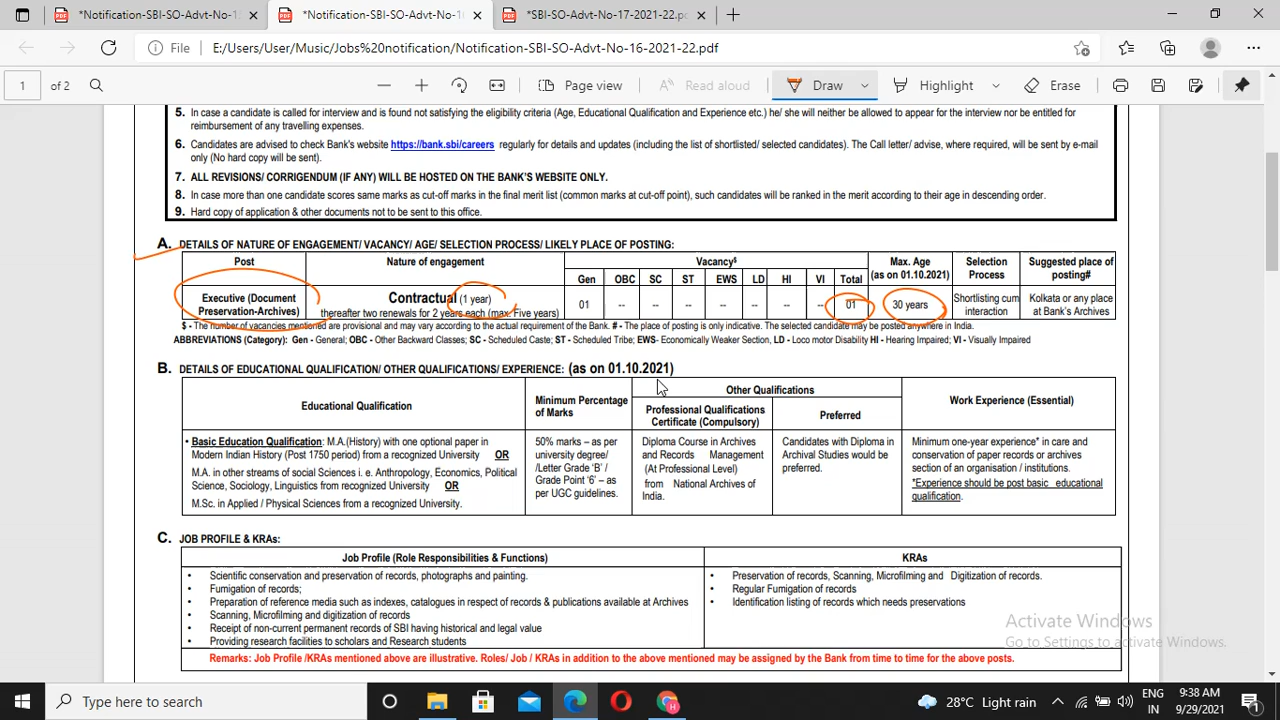 *Notification-SBI-SO-Advt-No-1
*Notification-SBI-SO-Advt-No-1
*SBI-SO-Advt-No-17-2021-22.pd
File E:/Users/User/Music/Jobs%20notification/Notification-SBI-SO-Advt-No-16-2021-22.pdf
1 of 2 Page view Read aloud Draw Highlight Erase
5. In case a candidate is called for interview and is found not satisfying the eligibility criteria (Age, Educational Qualification and Experience etc.) he/ she will neither be allowed to appear for the interview nor be entitled for
reimbursement of any travelling expenses.
6. Candidates are advised to check Bank's website https://bank.sbi/careers regularly for details and updates (including the list of shortlisted/ selected candidates). The Call letter/ advise, where required, will be sent by e-mail
only (No hard copy will be sent).
7. ALL REVISIONS/ CORRIGENDUM (IF ANY) WILL BE HOSTED ON THE BANK'S WEBSITE ONLY.
8. In case more than one candidate scores same marks as cut-off marks in the final merit list (common marks at cut-off point), such candidates will be ranked in the merit according to their age in descending order.
9. Hard copy of application & other documents not to be sent to this office.
A. DETAILS OF NATURE OF ENGAGEMENT/ VACANCY/ AGE/ SELECTION PROCESS/ LIKELY PLACE OF POSTING:
Post
Nature of engagement
Vacancy$
Gen OBC SC ST EWS LD HI VI Total
Max. Age
(as on 01.10.2021)
Selection
Process
Suggested place of
posting#
Executive (Document
Preservation-Archives)
Contractual (1 year)
thereafter two renewals for 2 years each (max. Five years)
01 -- -- -- -- -- -- -- 01
30 years
Shortlisting cum
interaction
Kolkata or any place
at Bank's Archives
$ - The number of vacancies mentioned are provisional and may vary according to the actual requirement of the Bank. # - The place of posting is only indicative. The selected candidate may be posted anywhere in India.
ABBREVIATIONS (Category): Gen - General; OBC - Other Backward Classes; SC - Scheduled Caste; ST - Scheduled Tribe; EWS- Economically Weaker Section, LD - Loco motor Disability HI - Hearing Impaired; VI - Visually Impaired
B. DETAILS OF EDUCATIONAL QUALIFICATION/ OTHER QUALIFICATIONS/ EXPERIENCE: (as on 01.10.2021)
Educational Qualification
Minimum Percentage
of Marks
Other Qualifications
Professional Qualifications
Certificate (Compulsory)
Preferred
Work Experience (Essential)
• Basic Education Qualification: M.A.(History) with one optional paper in
Modern Indian History (Post 1750 period) from a recognized University OR
M.A. in other streams of social Sciences i. e. Anthropology, Economics, Political
Science, Sociology, Linguistics from recognized University OR
M.Sc. in Applied / Physical Sciences from a recognized University.
50% marks – as per
university degree/
/Letter Grade 'B' /
Grade Point '6' – as
per UGC guidelines.
Diploma Course in Archives
and Records Management
(At Professional Level)
from National Archives of
India.
Candidates with Diploma in
Archival Studies would be
preferred.
Minimum one-year experience* in care and
conservation of paper records or archives
section of an organisation / institutions.
*Experience should be post basic educational
qualification.
C. JOB PROFILE & KRAs:
Job Profile (Role Responsibilities & Functions)
• Scientific conservation and preservation of records, photographs and painting.
• Fumigation of records;
• Preparation of reference media such as indexes, catalogues in respect of records & publications available at Archives
• Scanning, Microfilming and digitization of records
• Receipt of non-current permanent records of SBI having historical and legal value
• Providing research facilities to scholars and Research students
KRAs
• Preservation of records, Scanning, Microfilming and Digitization of records.
• Regular Fumigation of records
• Identification listing of records which needs preservations
Remarks: Job Profile /KRAs mentioned above are illustrative. Roles/ Job / KRAs in addition to the above mentioned may be assigned by the Bank from time to time for the above posts.
Activate Windows
Go to Settings to activate Windows.
Type here to search
28°C Light rain
ENG
IN
9:38 AM
9/29/2021
1